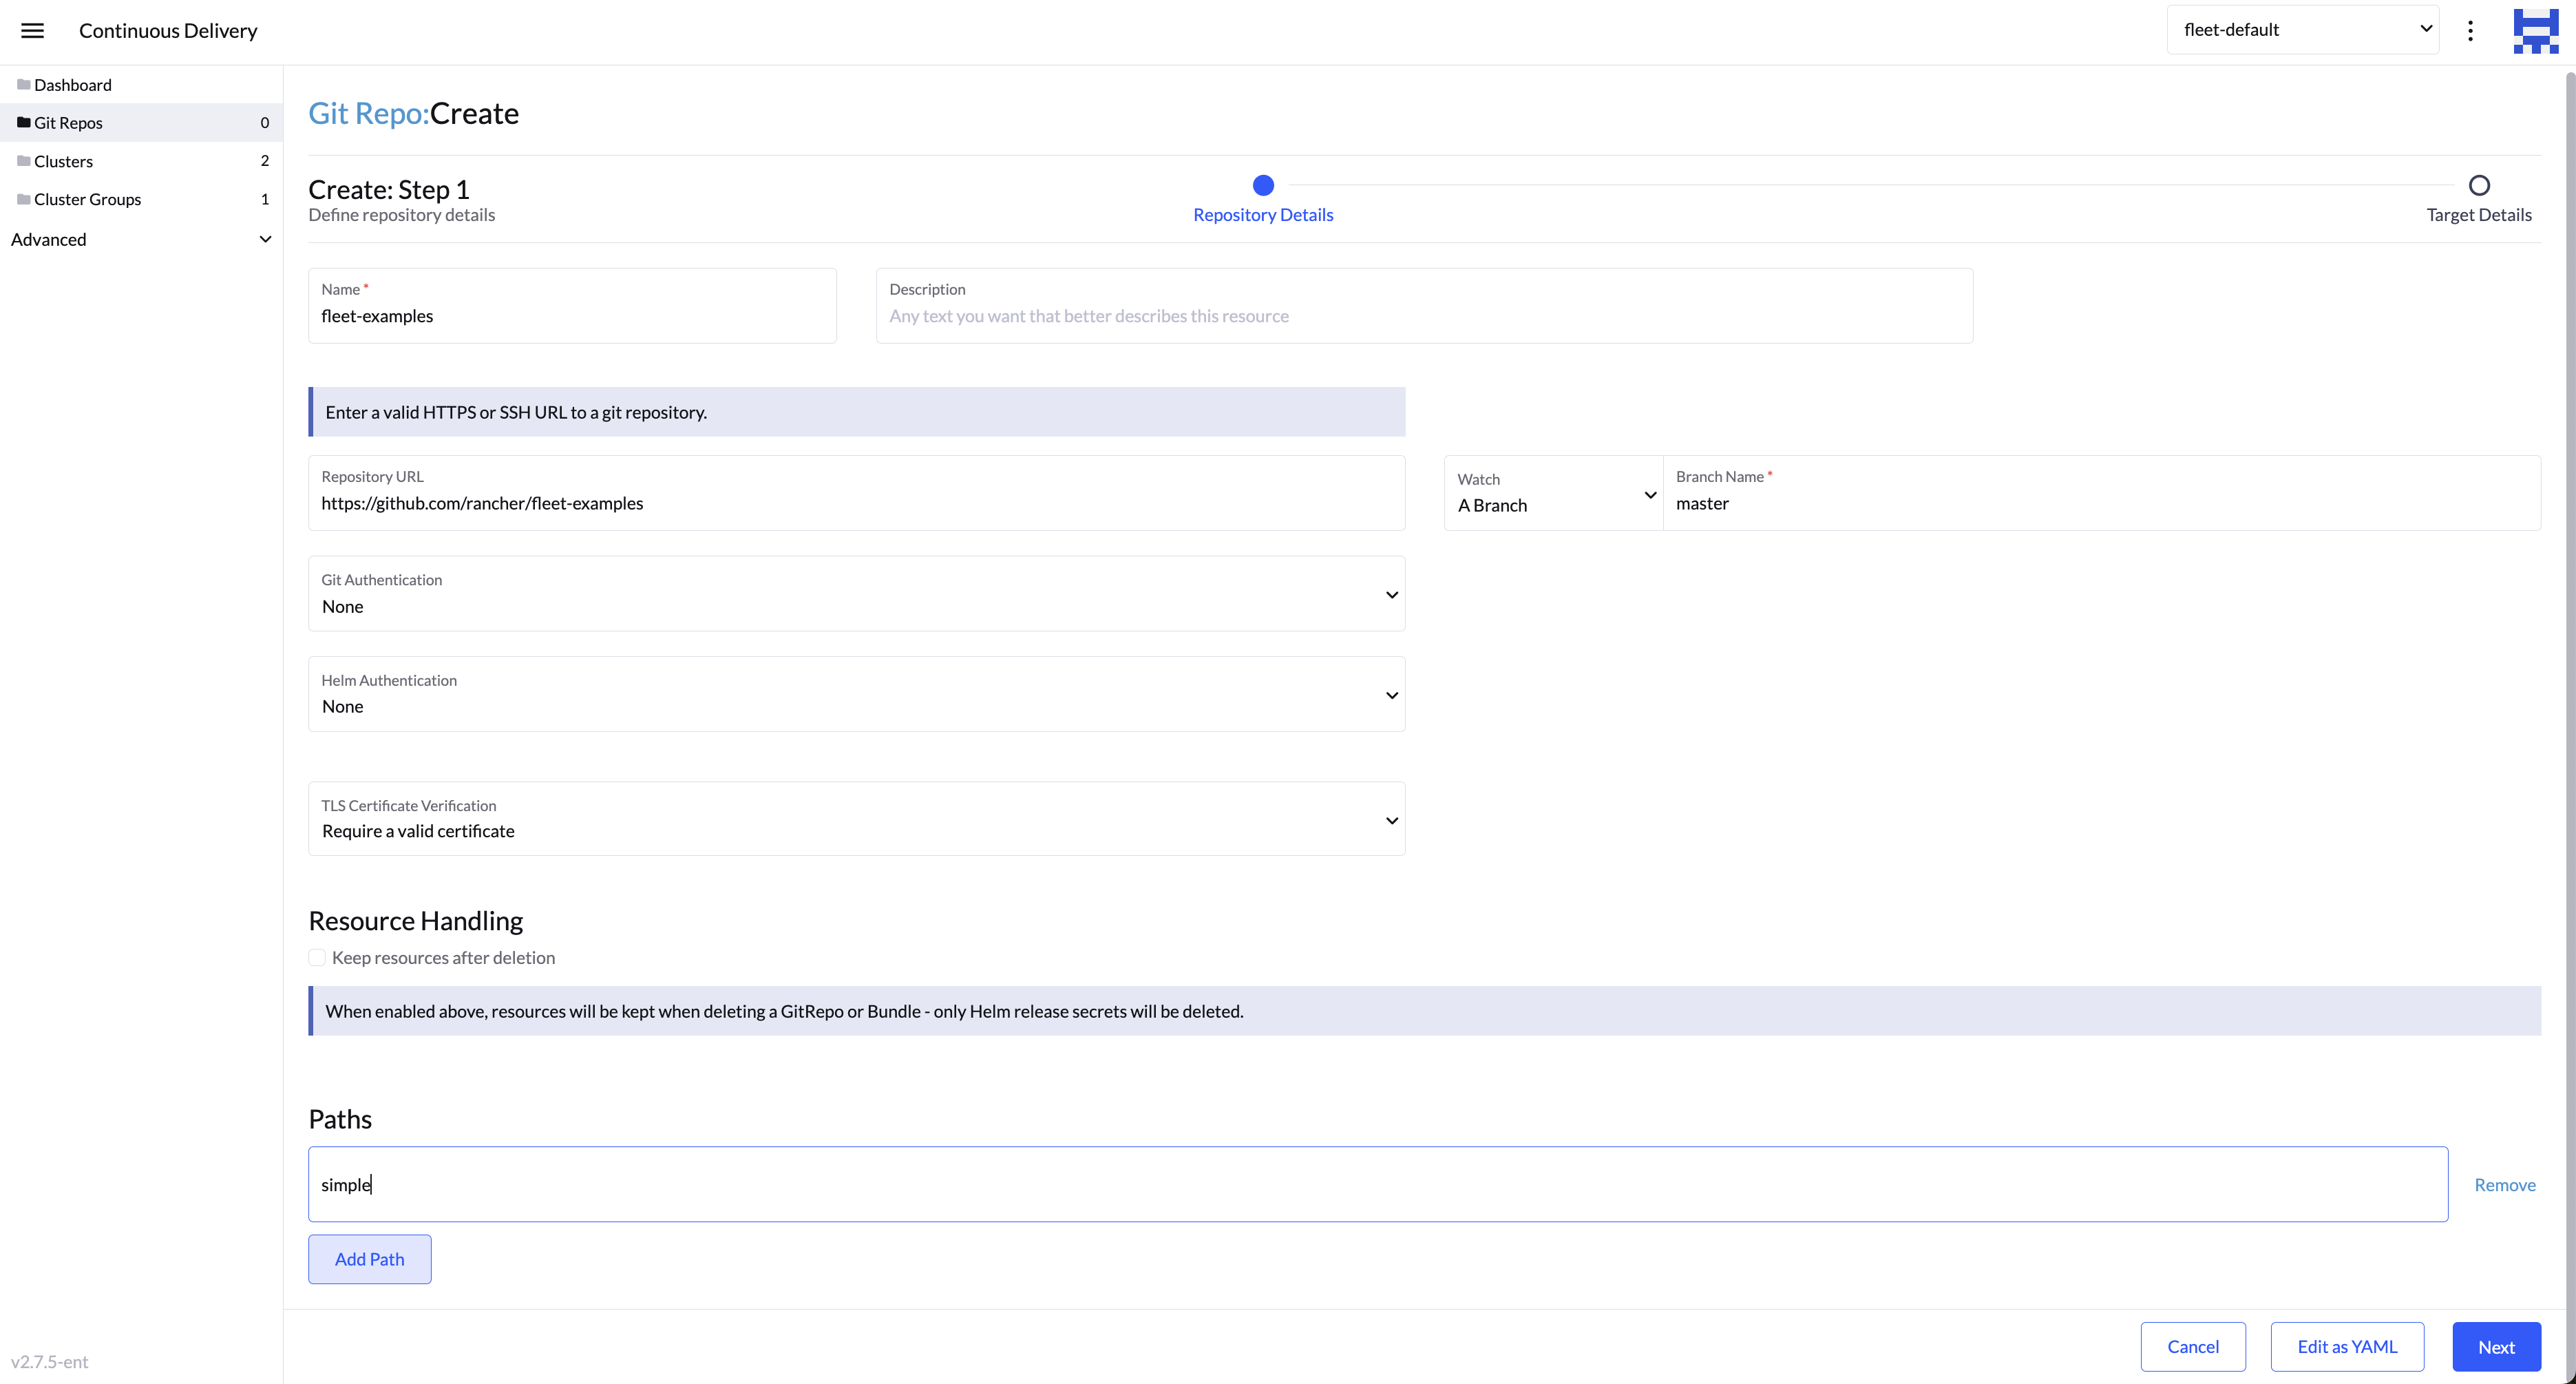 Continuous Delivery
fleet-default
Dashboard
Git Repos 0
Clusters 2
Cluster Groups 1
Advanced
Git Repo:Create
Create: Step 1
Define repository details
Repository Details
Target Details
Name *
fleet-examples
Description
Any text you want that better describes this resource
Enter a valid HTTPS or SSH URL to a git repository.
Repository URL
https://github.com/rancher/fleet-examples
Watch
A Branch
Branch Name *
master
Git Authentication
None
Helm Authentication
None
TLS Certificate Verification
Require a valid certificate
Resource Handling
Keep resources after deletion
When enabled above, resources will be kept when deleting a GitRepo or Bundle - only Helm release secrets will be deleted.
Paths
simple
Remove
Add Path
Cancel
Edit as YAML
Next
v2.7.5-ent